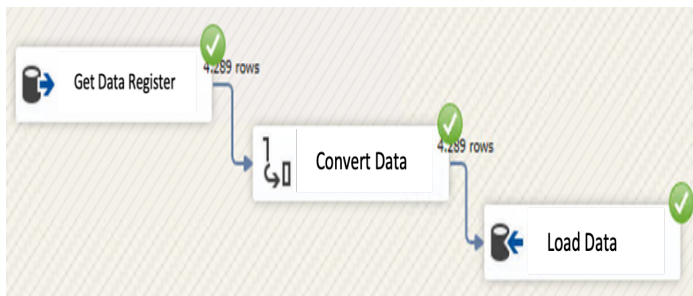 Get Data Register
4.289 rows
Convert Data
4.289 rows
Load Data